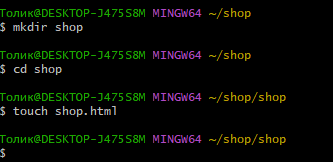 Толик@DESKTOP-J475S8M MINGW64 ~/shop
$ mkdir shop
Толик@DESKTOP-J475S8M MINGW64 ~/shop
$ cd shop
Толик@DESKTOP-J475S8M MINGW64 ~/shop/shop
$ touch shop.html
Толик@DESKTOP-J475S8M MINGW64 ~/shop/shop
$